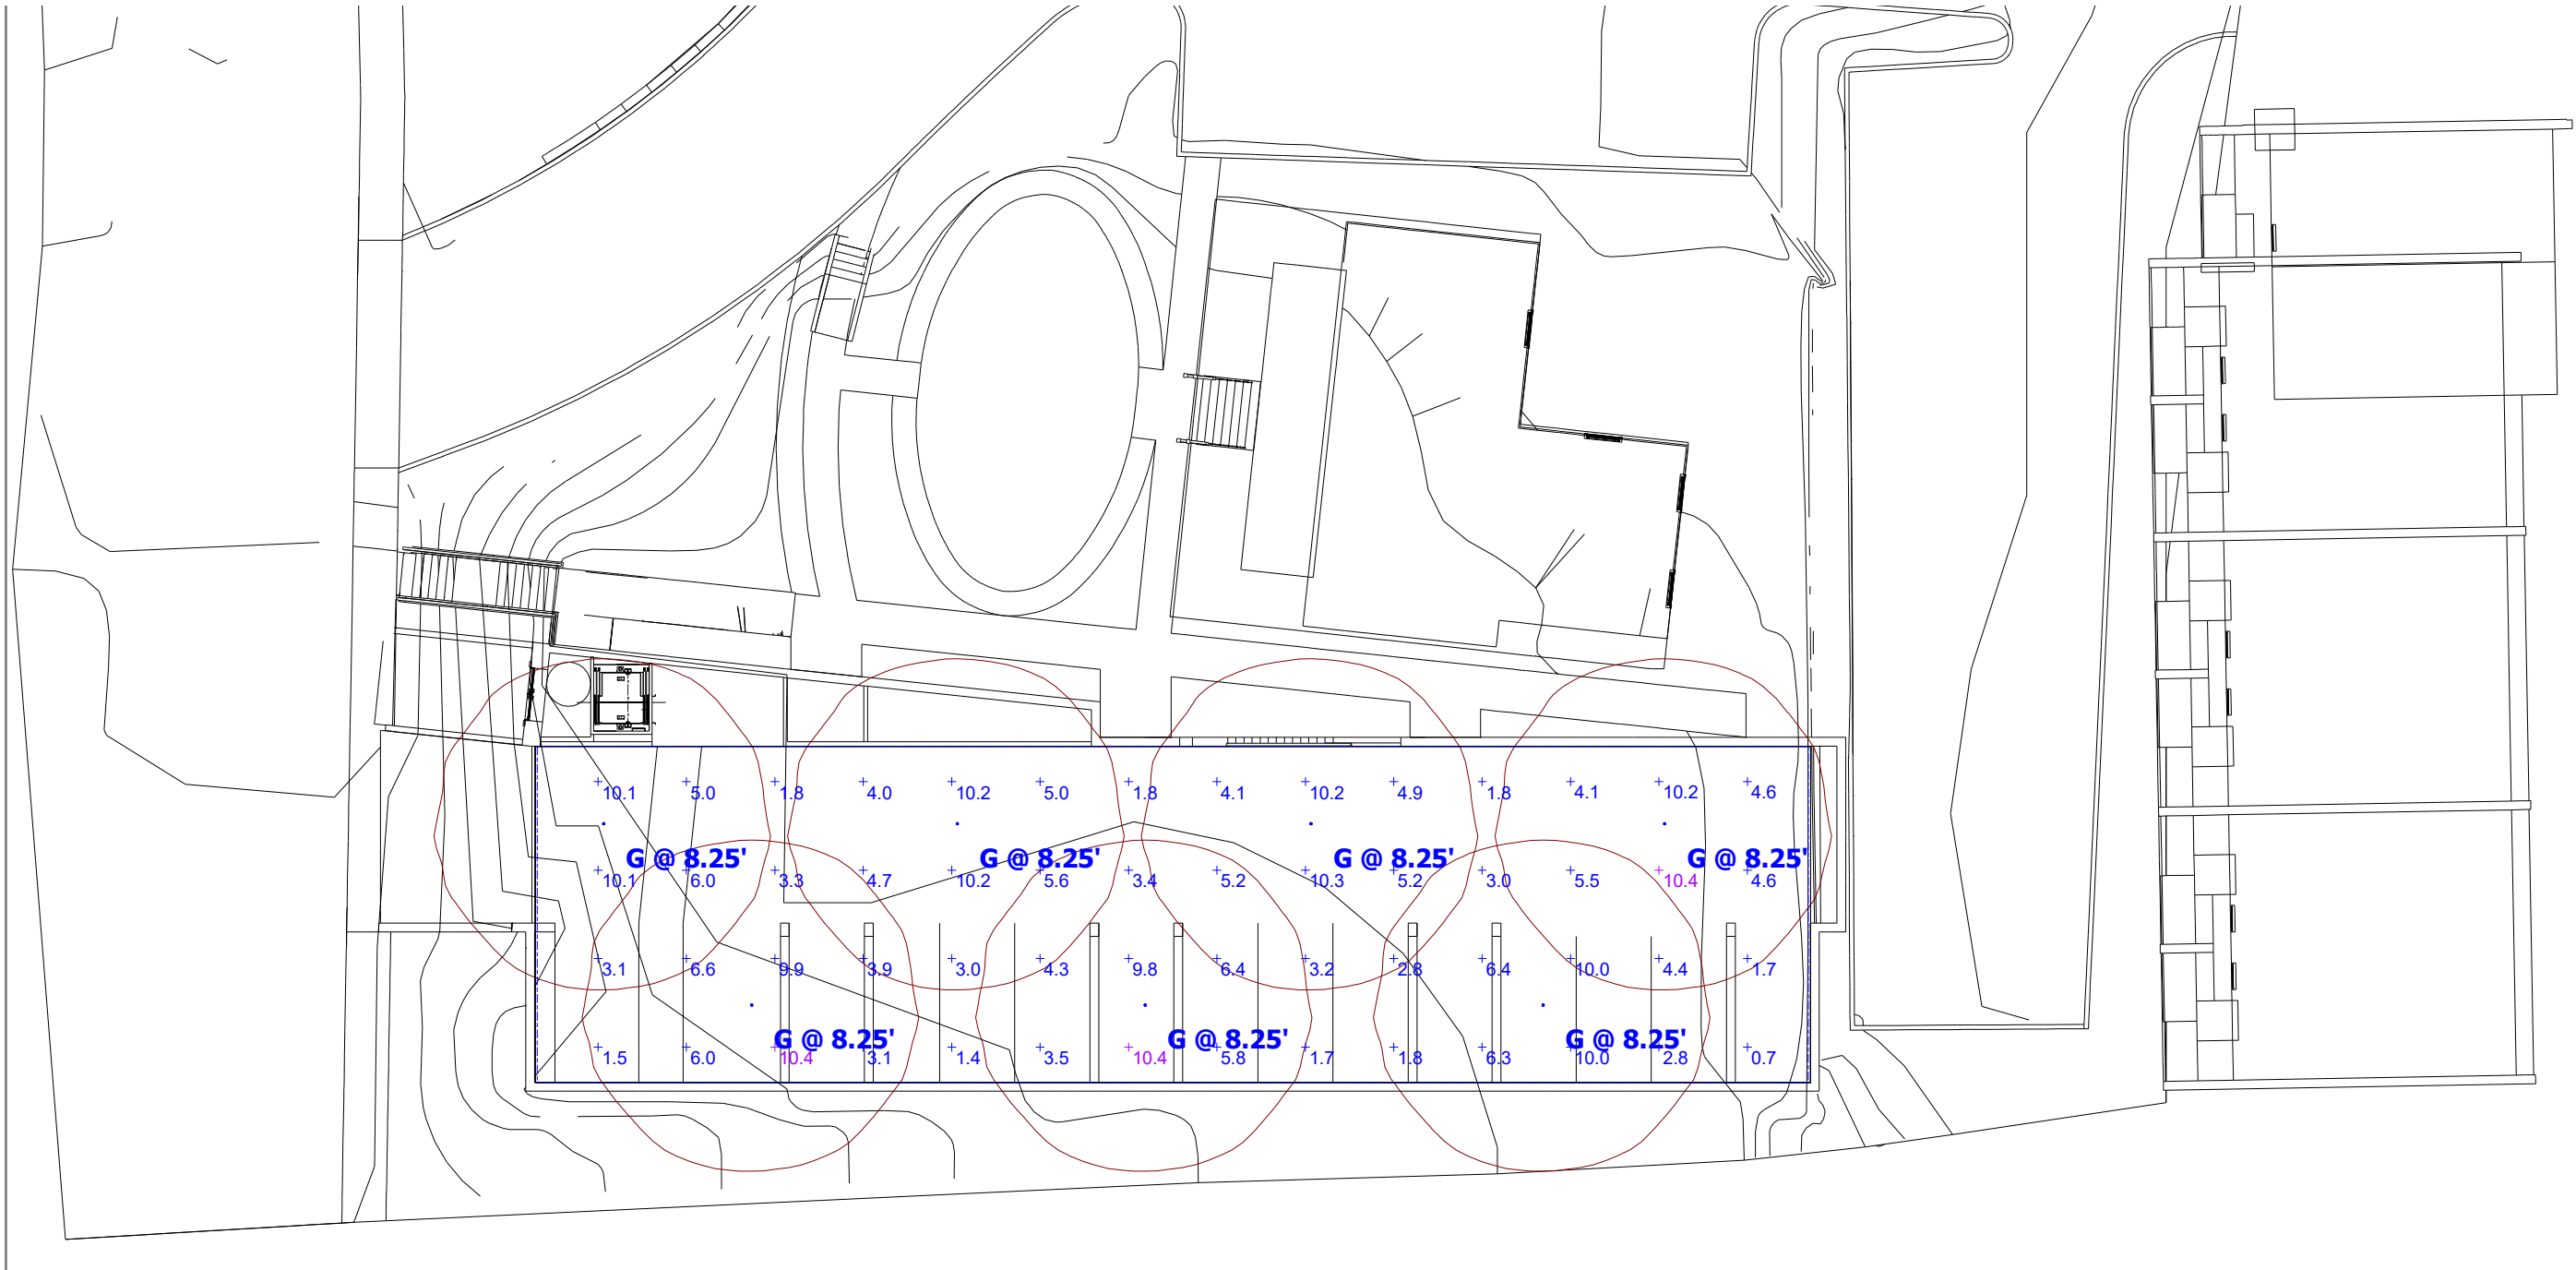 10.1 5.0 1.8 4.0 10.2 5.0 1.8 4.1 10.2 4.9 1.8 4.1 10.2 4.6
G @ 8.25' G @ 8.25' G @ 8.25' G @ 8.25'
10.1 6.0 3.3 4.7 10.2 5.6 3.4 5.2 10.3 5.2 3.0 5.5 10.4 4.6
3.1 6.6 9.9 3.9 3.0 4.3 9.8 6.4 3.2 2.8 6.4 10.0 4.4 1.7
G @ 8.25' G @ 8.25' G @ 8.25'
1.5 6.0 10.4 3.1 1.4 3.5 10.4 5.8 1.7 1.8 6.3 10.0 2.8 0.7